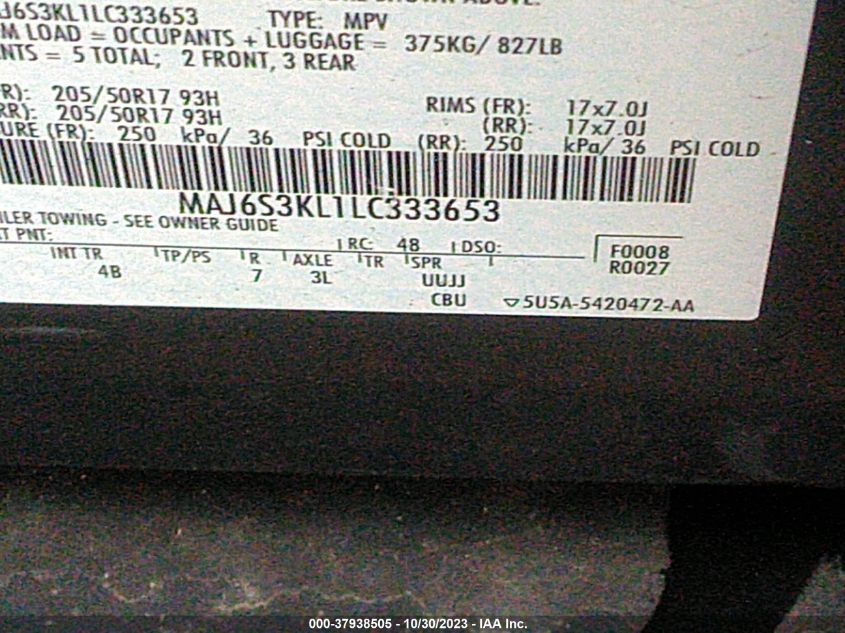 J6S3KL1LC333653 TYPE: MPV
M LOAD = OCCUPANTS + LUGGAGE = 375KG/ 827LB
NTS = 5 TOTAL; 2 FRONT, 3 REAR
R): 205/50R17 93H RIMS (FR): 17x7.0J
RR): 205/50R17 93H (RR): 17x7.0J
URE (FR): 250 kPa/ 36 PSI COLD (RR): 250 kPa/ 36 PSI COLD
MAJ6S3KL1LC333653
ILER TOWING - SEE OWNER GUIDE
T PNT: RC: 48 DSO: F0008
INT TR TP/PS R AXLE TR SPR R0027
4B 7 3L UUJJ
CBU 5U5A-5420472-AA
000-37938505 - 10/30/2023 - IAA Inc.